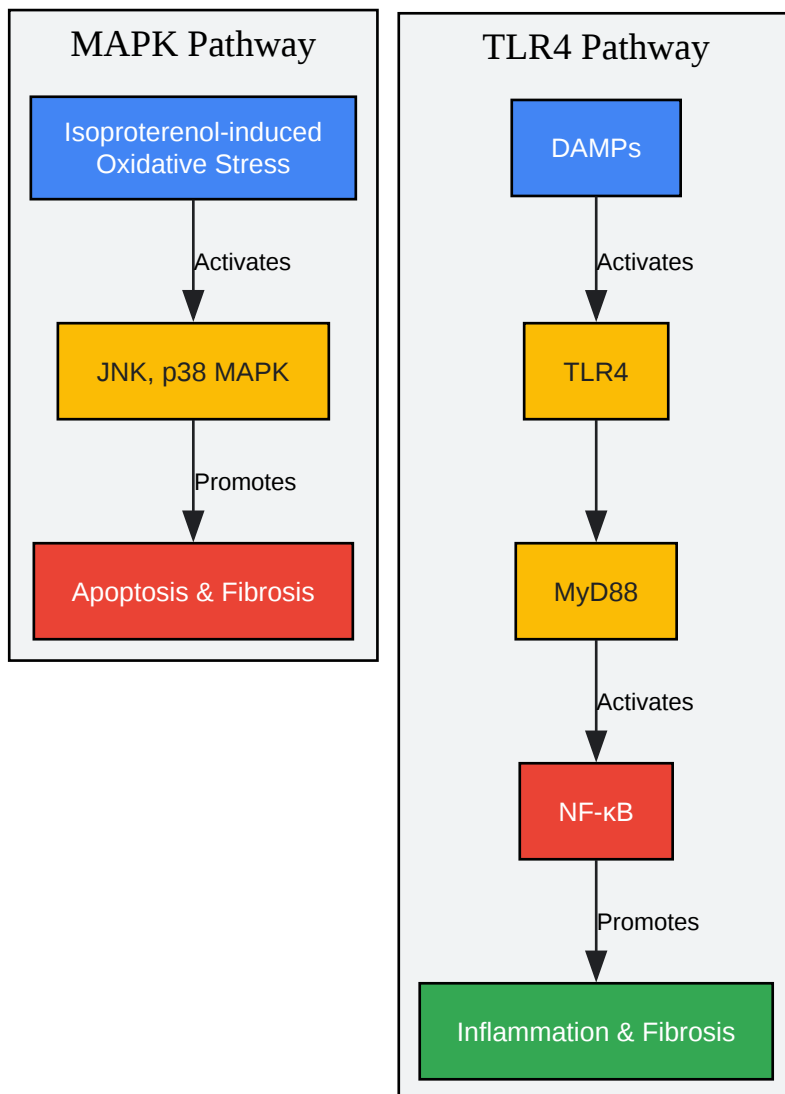 MAPK Pathway
Isoproterenol-induced
Oxidative Stress
Activates
JNK, p38 MAPK
Promotes
Apoptosis & Fibrosis
TLR4 Pathway
DAMPs
Activates
TLR4
MyD88
Activates
NF-κB
Promotes
Inflammation & Fibrosis